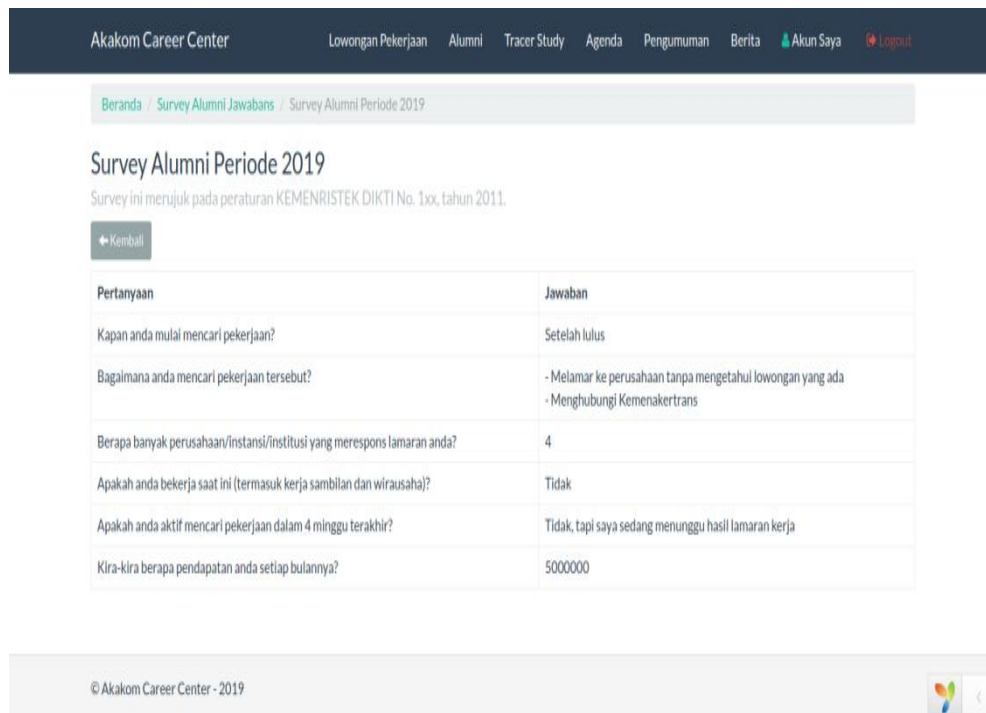 Akakom Career Center Lowongan Pekerjaan Alumni Tracer Study Agenda Pengumuman Berita Akun Saya Logout
Beranda / Survey Alumni Jawabans / Survey Alumni Periode 2019
Survey Alumni Periode 2019
Survey ini merujuk pada peraturan KEMENRISTEK DIKTI No. 1xx, tahun 2011.
Kembali
Pertanyaan Jawaban
Kapan anda mulai mencari pekerjaan? Setelah lulus
Bagaimana anda mencari pekerjaan tersebut? - Melamar ke perusahaan tanpa mengetahui lowongan yang ada
- Menghubungi Kemenakertrans
Berapa banyak perusahaan/instansi/institusi yang merespons lamaran anda? 4
Apakah anda bekerja saat ini (termasuk kerja sambilan dan wirausaha)? Tidak
Apakah anda aktif mencari pekerjaan dalam 4 minggu terakhir? Tidak, tapi saya sedang menunggu hasil lamaran kerja
Kira-kira berapa pendapatan anda setiap bulannya? 5000000
© Akakom Career Center - 2019